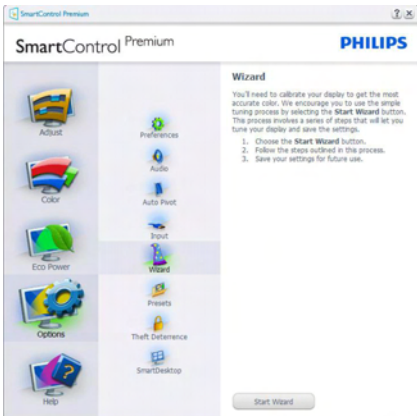 SmartControl Premium
SmartControl Premium
PHILIPS
Adjust
Color
Eco Power
Options
Help
Preferences
Audio
Auto Pivot
Input
Wizard
Presets
Theft Deterrence
SmartDesktop
Wizard
You'll need to calibrate your display to get the most
accurate color. We encourage you to use the simple
tuning process by selecting the Start Wizard button.
This process involves a series of steps that will let you
tune your display and save the settings.
1. Choose the Start Wizard button.
2. Follow the steps outlined in this process.
3. Save your settings for future use.
Start Wizard